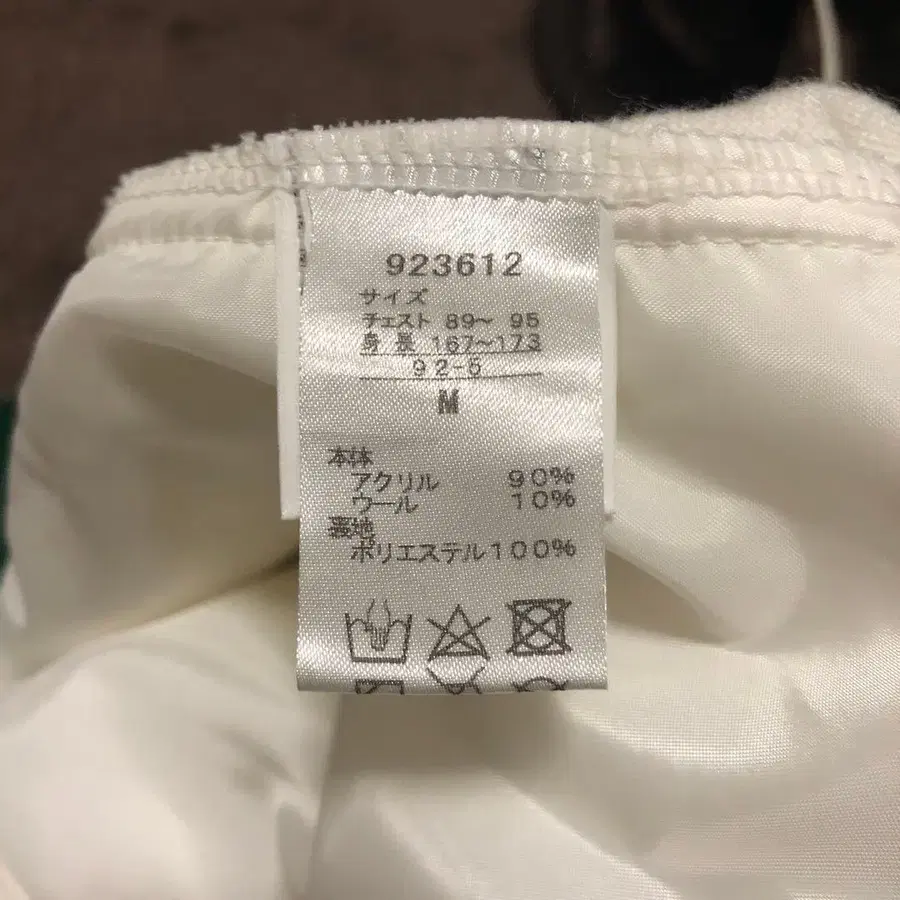 923612
サイズ
チェスト 89～ 95
身 長 167～173
92-5
M
本体
アクリル 90%
ウール 10%
裏地
ポリエステル100%